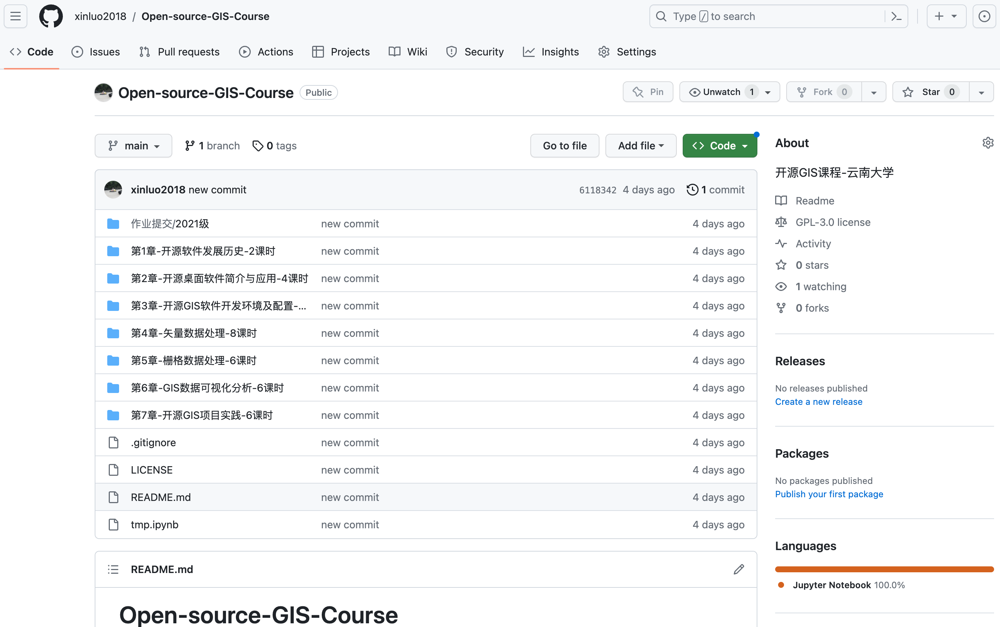 xinluo2018 / Open-source-GIS-Course
Type / to search
Code Issues Pull requests Actions Projects Wiki Security Insights Settings
Open-source-GIS-Course Public
Pin Unwatch 1 Fork 0 Star 0
main 1 branch 0 tags
Go to file Add file Code
xinluo2018 new commit 6118342 4 days ago 1 commit
作业提交/2021级 new commit 4 days ago
第1章-开源软件发展历史-2课时 new commit 4 days ago
第2章-开源桌面软件简介与应用-4课时 new commit 4 days ago
第3章-开源GIS软件开发环境及配置-... new commit 4 days ago
第4章-矢量数据处理-8课时 new commit 4 days ago
第5章-栅格数据处理-6课时 new commit 4 days ago
第6章-GIS数据可视化分析-6课时 new commit 4 days ago
第7章-开源GIS项目实践-6课时 new commit 4 days ago
.gitignore new commit 4 days ago
LICENSE new commit 4 days ago
README.md new commit 4 days ago
tmp.ipynb new commit 4 days ago
README.md
Open-source-GIS-Course
About
开源GIS课程-云南大学
Readme
GPL-3.0 license
Activity
0 stars
1 watching
0 forks
Releases
No releases published
Create a new release
Packages
No packages published
Publish your first package
Languages
Jupyter Notebook 100.0%